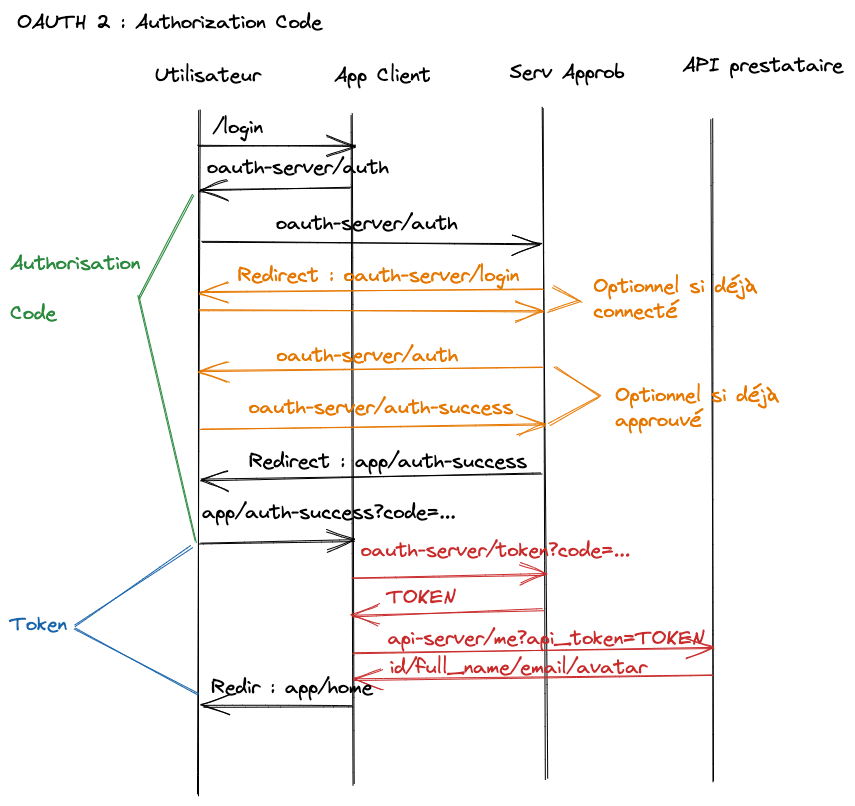 OAUTH 2 : Authorization Code
Utilisateur
App Client
Serv Approb
API prestataire
/login
oauth-server/auth
oauth-server/auth
Authorisation
Code
Redirect : oauth-server/login
Optionnel si déjà
connecté
oauth-server/auth
oauth-server/auth-success
Optionnel si déjà
approuvé
Redirect : app/auth-success
app/auth-success?code=...
oauth-server/token?code=...
TOKEN
Token
api-server/me?api_token=TOKEN
id/full_name/email/avatar
Redir : app/home